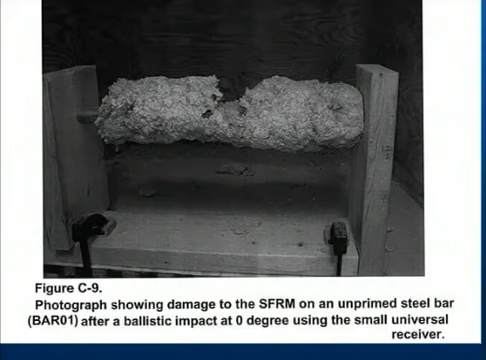 Figure C-9.
Photograph showing damage to the SFRM on an unprimed steel bar
(BAR01) after a ballistic impact at 0 degree using the small universal
receiver.